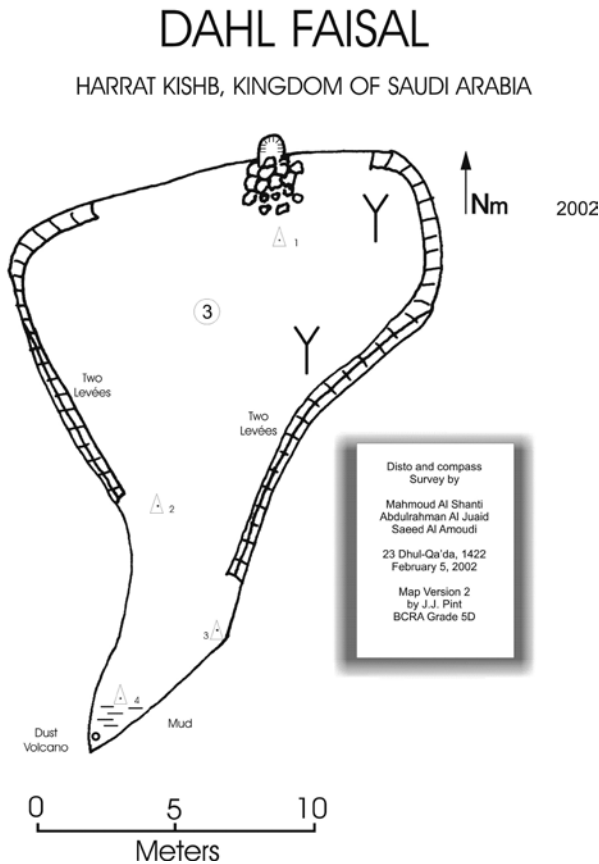 DAHL FAISAL
HARRAT KISHB, KINGDOM OF SAUDI ARABIA
Nm
2002
1
3
Two
Levées
Two
Levées
2
Disto and compass
Survey by
Mahmoud Al Shanti
Abdulrahman Al Juaid
Saeed Al Amoudi
23 Dhul-Qa'da, 1422
February 5, 2002
Map Version 2
by J.J. Pint
BCRA Grade 5D
3
4
Mud
Dust
Volcano
0 5 10
Meters